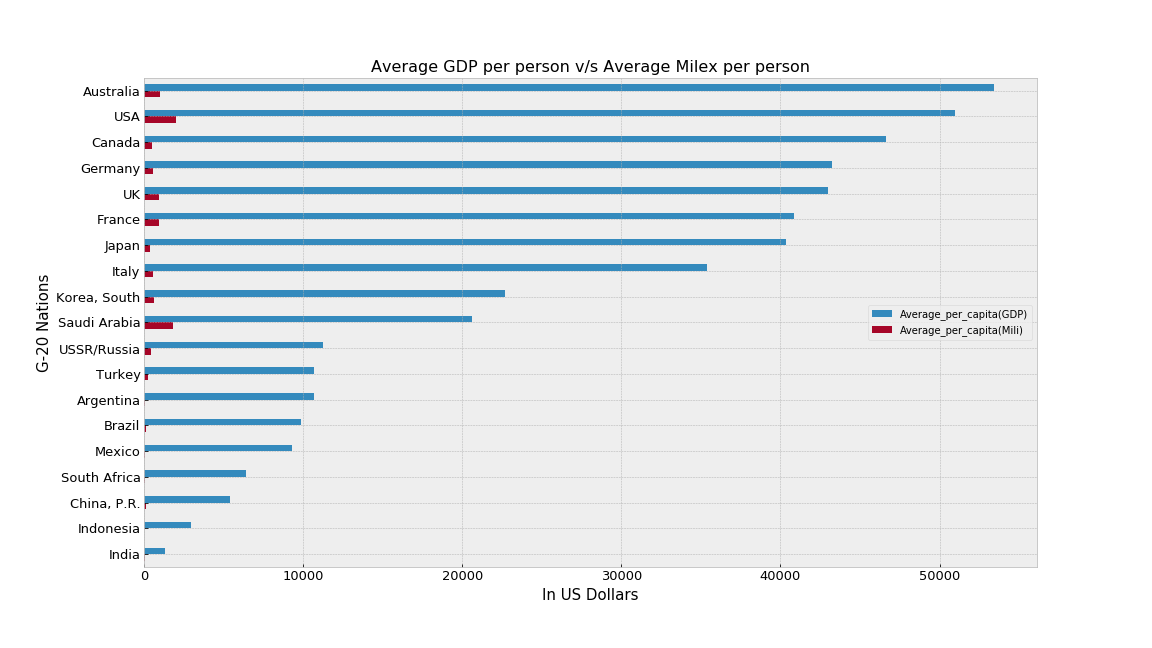 Average GDP per person v/s Average Milex per person
G-20 Nations
Australia
USA
Canada
Germany
UK
France
Japan
Italy
Korea, South
Saudi Arabia
USSR/Russia
Turkey
Argentina
Brazil
Mexico
South Africa
China, P.R.
Indonesia
India
Average_per_capita(GDP)
Average_per_capita(Mili)
0 10000 20000 30000 40000 50000
In US Dollars